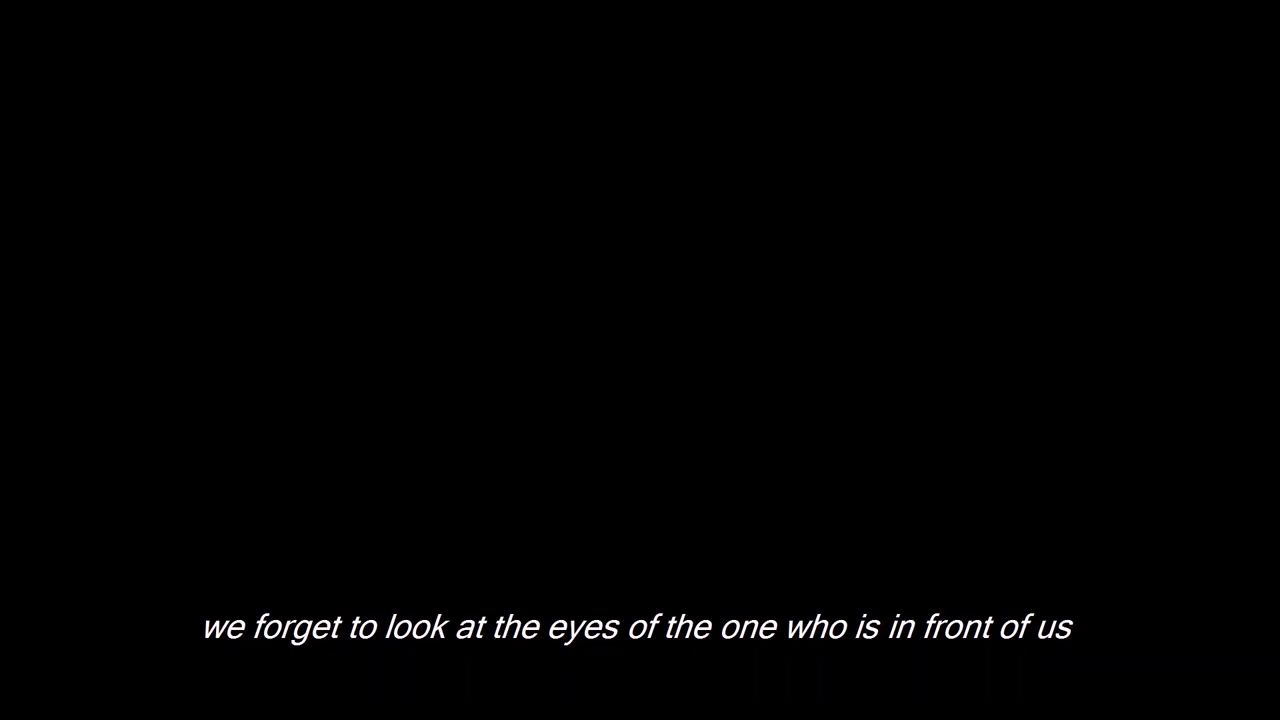 we forget to look at the eyes of the one who is in front of us